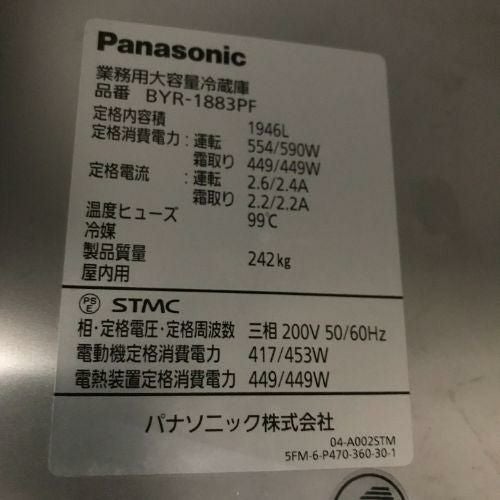 Panasonic
業務用大容量冷蔵庫
品番 BYR-1883PF
定格内容積 1946L
定格消費電力:運転 554/590W
霜取り 449/449W
定格電流 :運転 2.6/2.4A
霜取り 2.2/2.2A
温度ヒューズ 99℃
冷媒
製品質量 242kg
屋内用
PS E STMC
相・定格電圧・定格周波数 三相 200V 50/60Hz
電動機定格消費電力 417/453W
電熱装置定格消費電力 449/449W
パナソニック株式会社
04-A002STM
5FM-6-P470-360-30-1